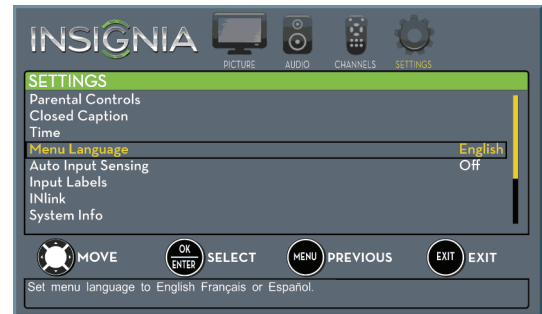 INSIGNIA
PICTURE AUDIO CHANNELS SETTINGS
SETTINGS
Parental Controls
Closed Caption
Time
Menu Language English
Auto Input Sensing Off
Input Labels
INlink
System Info
MOVE OK ENTER SELECT MENU PREVIOUS EXIT EXIT
Set menu language to English Français or Español.